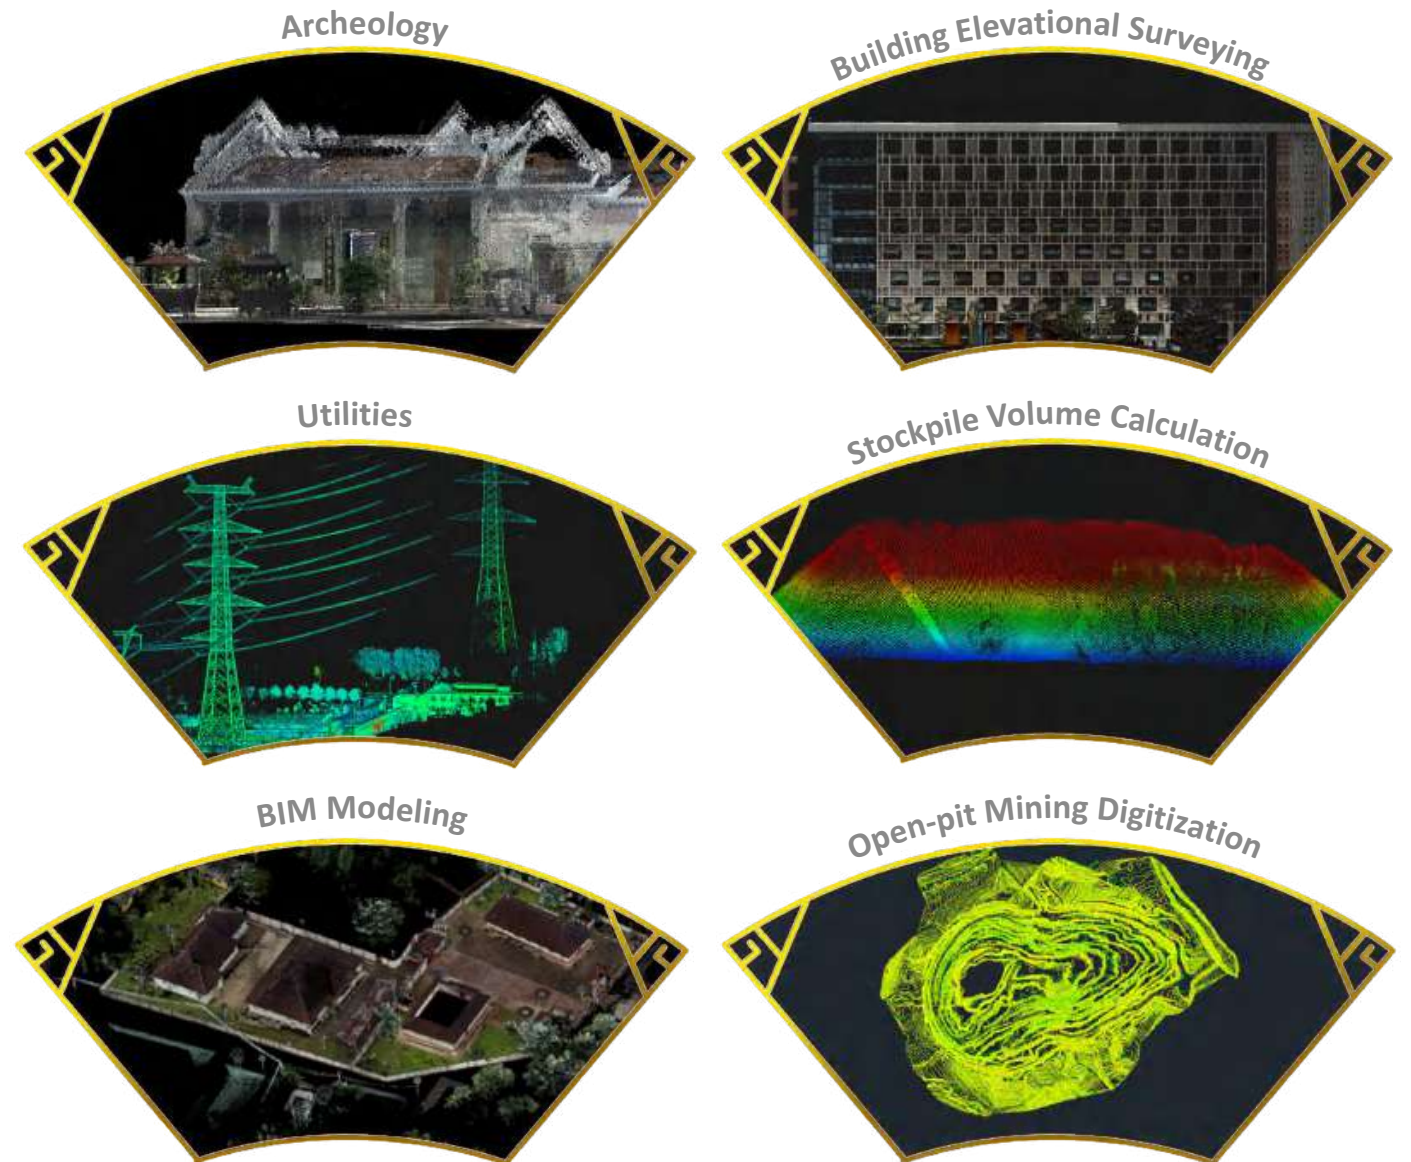 Archeology
Building Elevational Surveying
Utilities
Stockpile Volume Calculation
BIM Modeling
Open-pit Mining Digitization